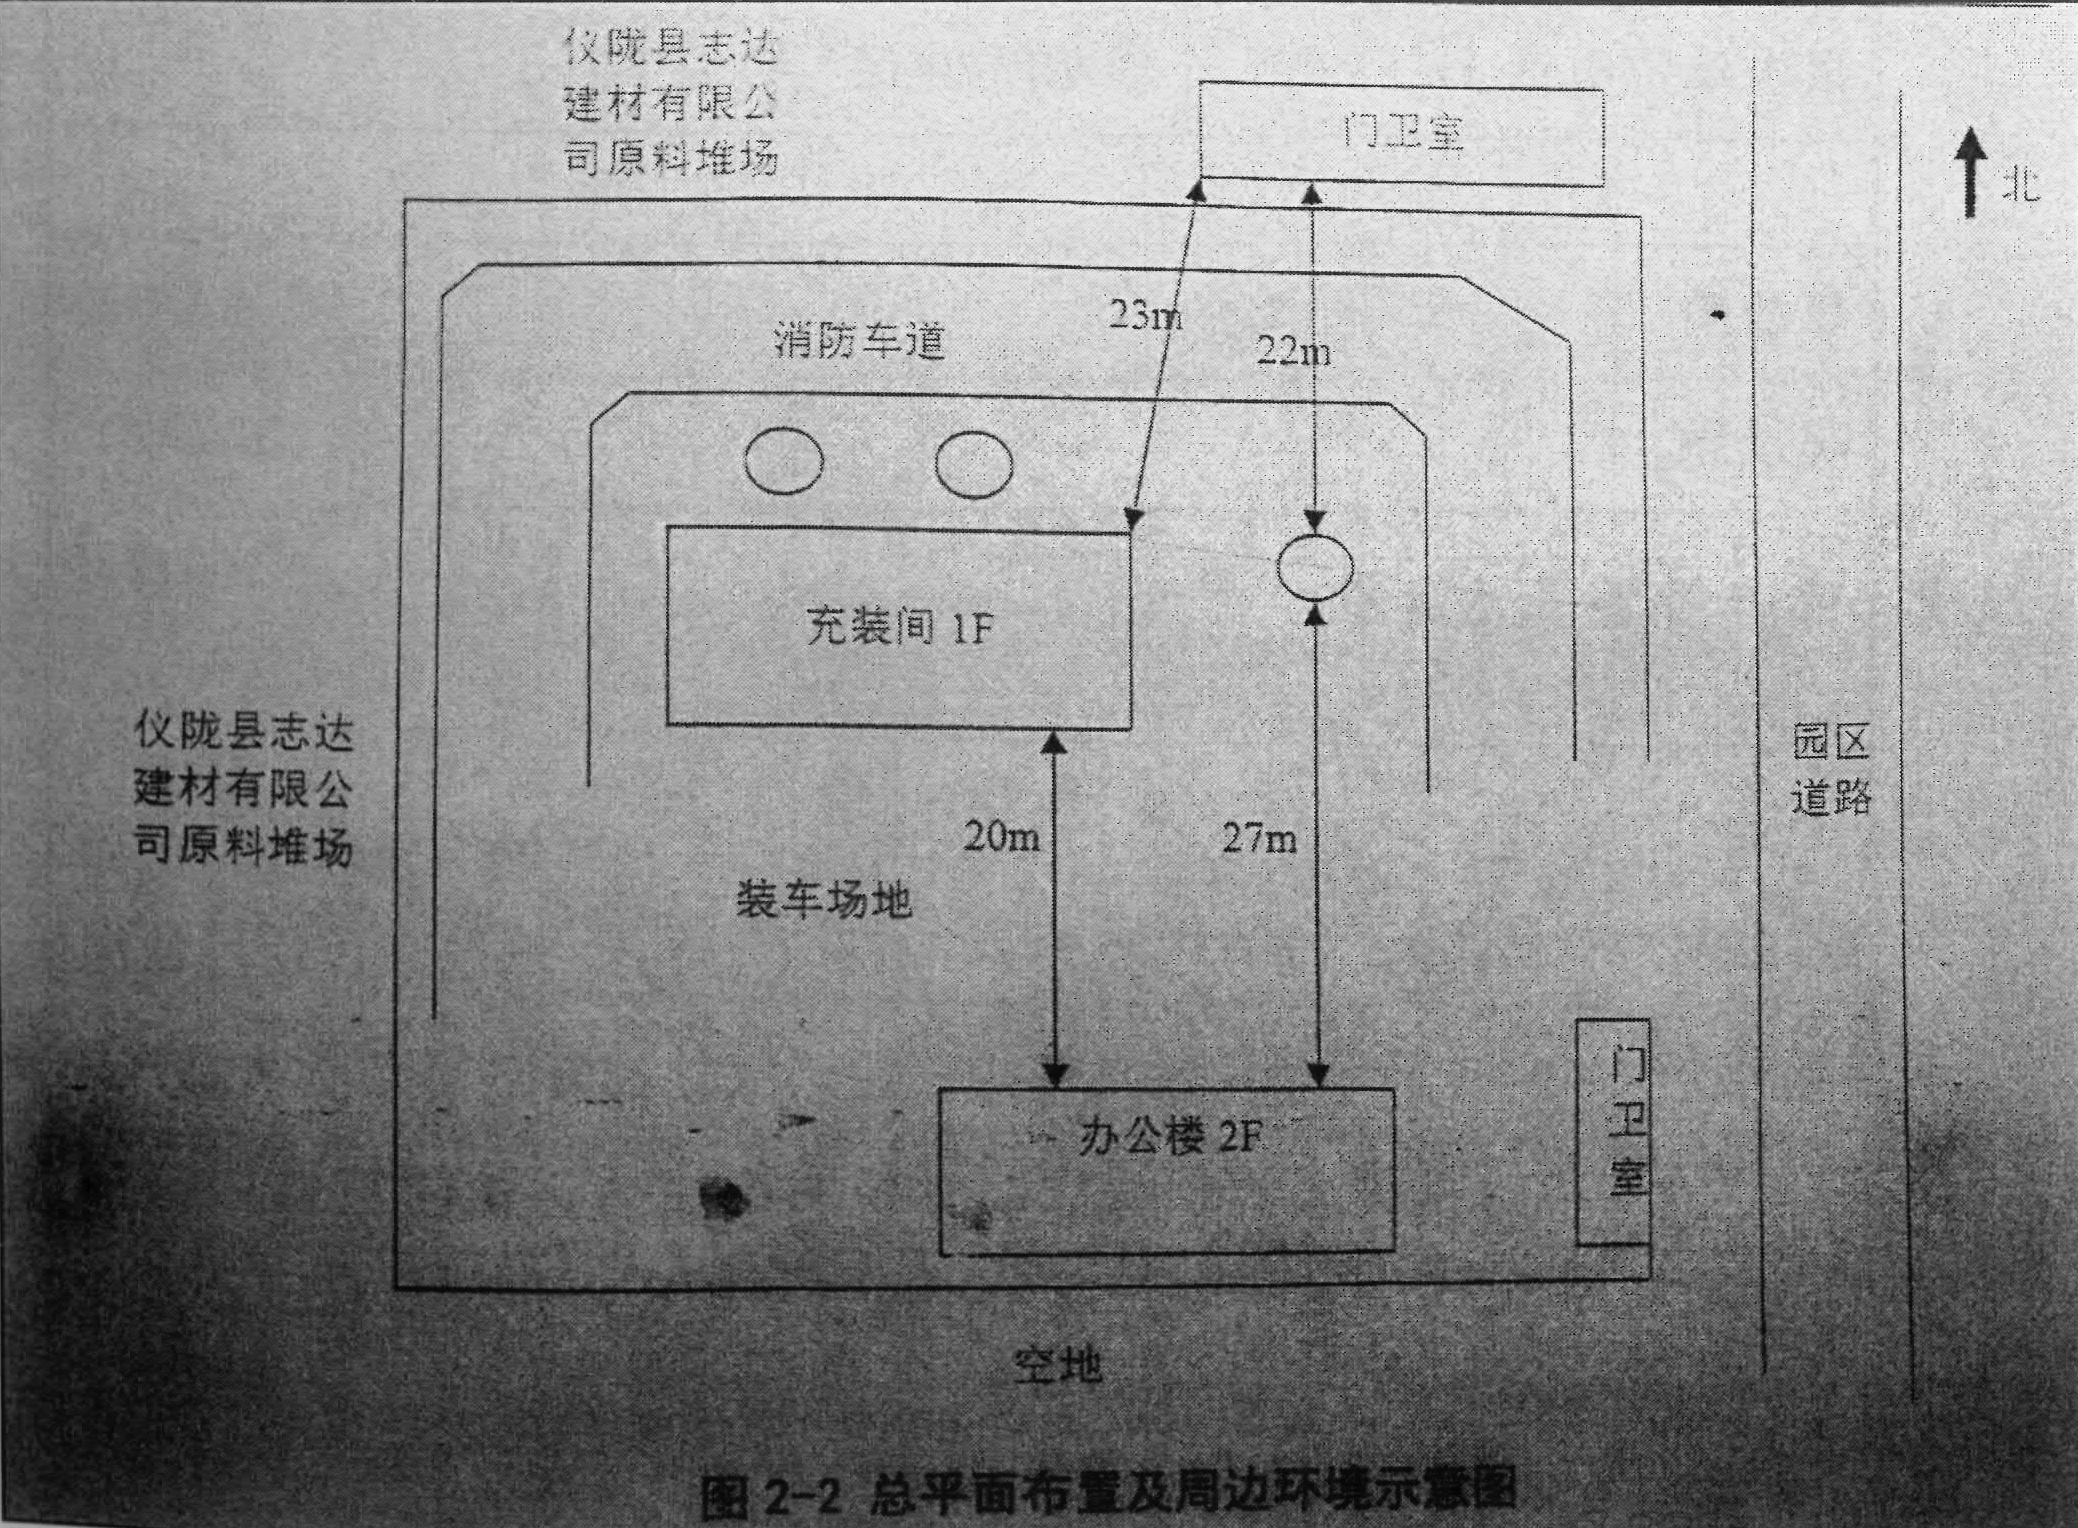 仪陇县志达
建材有限公
司原料堆场
门卫室
北
23m
消防车道
22m
充装间 1F
仪陇县志达
建材有限公
司原料堆场
园区
道路
20m
27m
装车场地
门
卫
室
办公楼 2F
空地
图 2-2 总平面布置及周边环境示意图